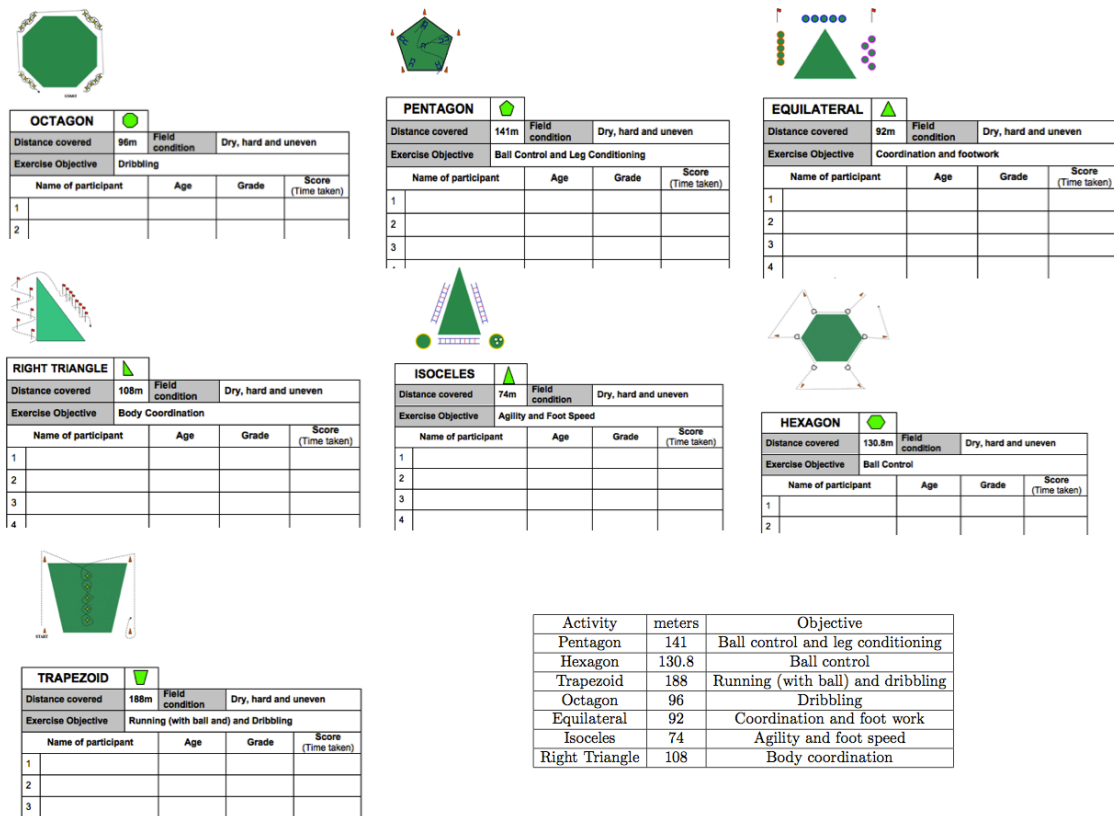 START
OCTAGON
Distance covered 96m Field condition Dry, hard and uneven
Exercise Objective Dribbling
Name of participant Age Grade Score (Time taken)
1
2
PENTAGON
Distance covered 141m Field condition Dry, hard and uneven
Exercise Objective Ball Control and Leg Conditioning
Name of participant Age Grade Score (Time taken)
1
2
3
EQUILATERAL
Distance covered 92m Field condition Dry, hard and uneven
Exercise Objective Coordination and footwork
Name of participant Age Grade Score (Time taken)
1
2
3
4
RIGHT TRIANGLE
Distance covered 108m Field condition Dry, hard and uneven
Exercise Objective Body Coordination
Name of participant Age Grade Score (Time taken)
1
2
3
4
ISOCELES
Distance covered 74m Field condition Dry, hard and uneven
Exercise Objective Agility and Foot Speed
Name of participant Age Grade Score (Time taken)
1
2
3
4
HEXAGON
Distance covered 130.8m Field condition Dry, hard and uneven
Exercise Objective Ball Control
Name of participant Age Grade Score (Time taken)
1
2
START
TRAPEZOID
Distance covered 188m Field condition Dry, hard and uneven
Exercise Objective Running (with ball and) and Dribbling
Name of participant Age Grade Score (Time taken)
1
2
3
Activity meters Objective
Pentagon 141 Ball control and leg conditioning
Hexagon 130.8 Ball control
Trapezoid 188 Running (with ball) and dribbling
Octagon 96 Dribbling
Equilateral 92 Coordination and foot work
Isoceles 74 Agility and foot speed
Right Triangle 108 Body coordination